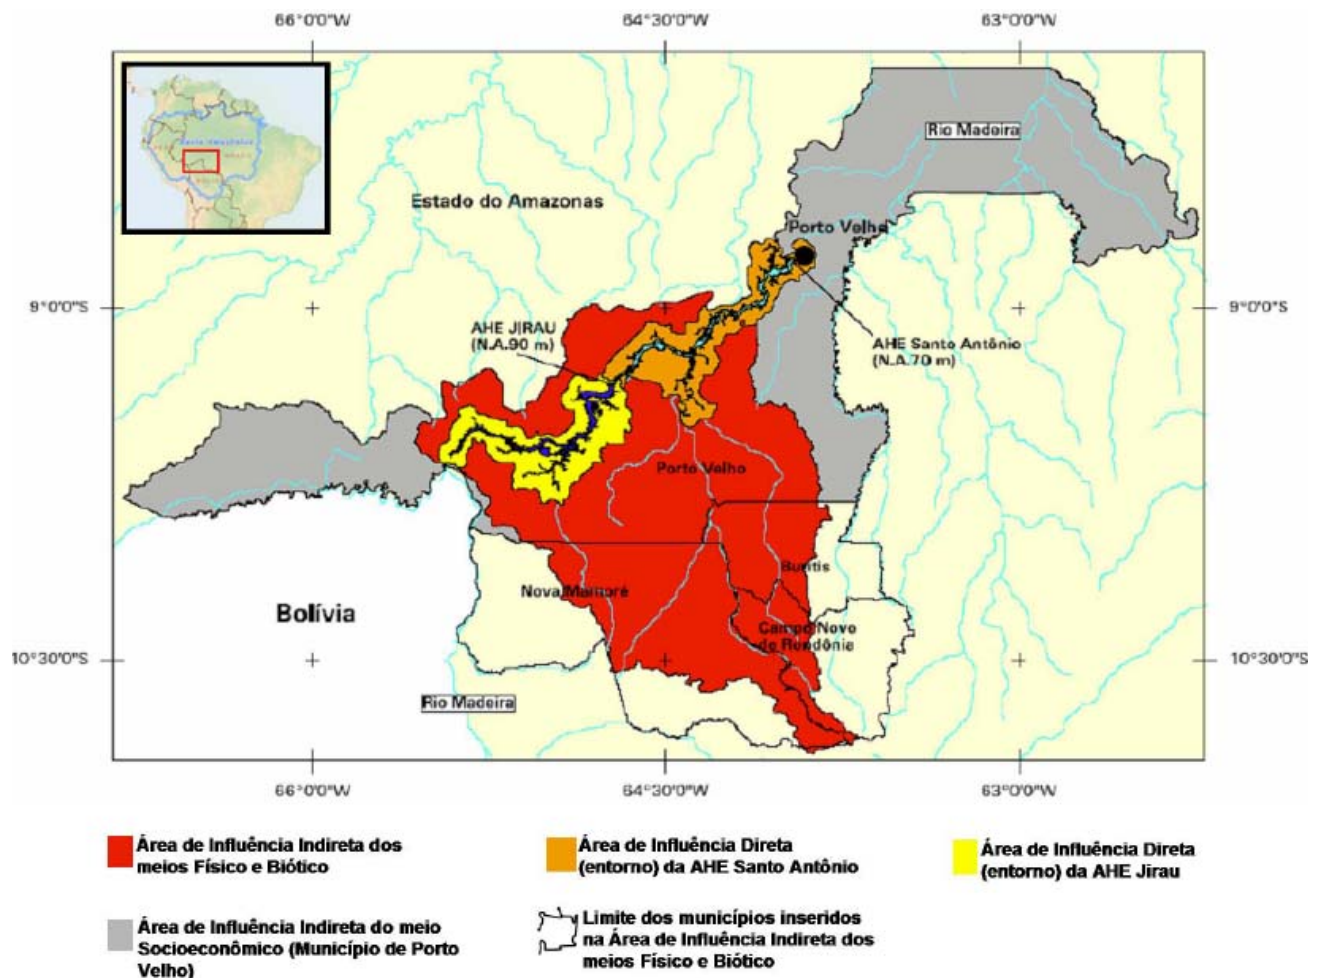 66°0'0"W
64°30'0"W
63°0'0"W
Rio Madeira
Estado do Amazonas
Porto Velho
9°0'0"S
9°0'0"S
AHE JIRAU
(N.A.90 m)
AHE Santo Antônio
(N.A.70 m)
Porto Velho
Buritis
Nova Mamoré
Bolívia
Campo Novo
de Rondônia
10°30'0"S
10°30'0"S
Rio Madeira
66°0'0"W
64°30'0"W
63°0'0"W
Área de Influência Indireta dos
meios Físico e Biótico
Área de Influência Direta
(entorno) da AHE Santo Antônio
Área de Influência Direta
(entorno) da AHE Jirau
Área de Influência Indireta do meio
Socioeconômico (Município de Porto
Velho)
Limite dos municípios inseridos
na Área de Influência Indireta dos
meios Físico e Biótico